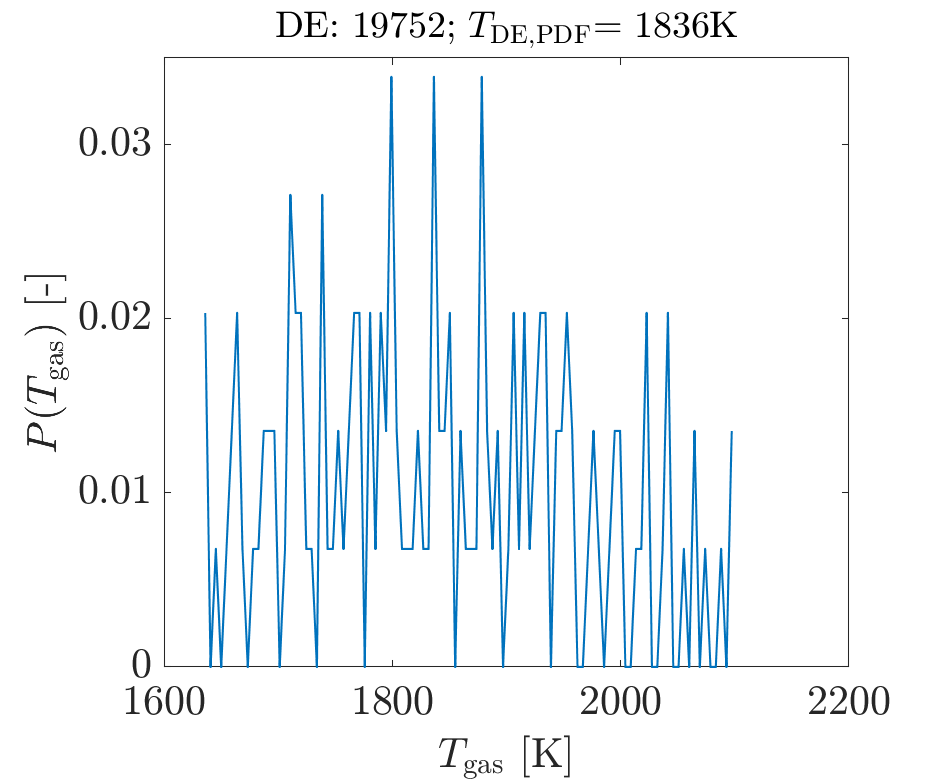 DE: 19752; T_DE,PDF= 1836K
P(T_gas) [-]
0.03
0.02
0.01
0
1600 1800 2000 2200
T_gas [K]